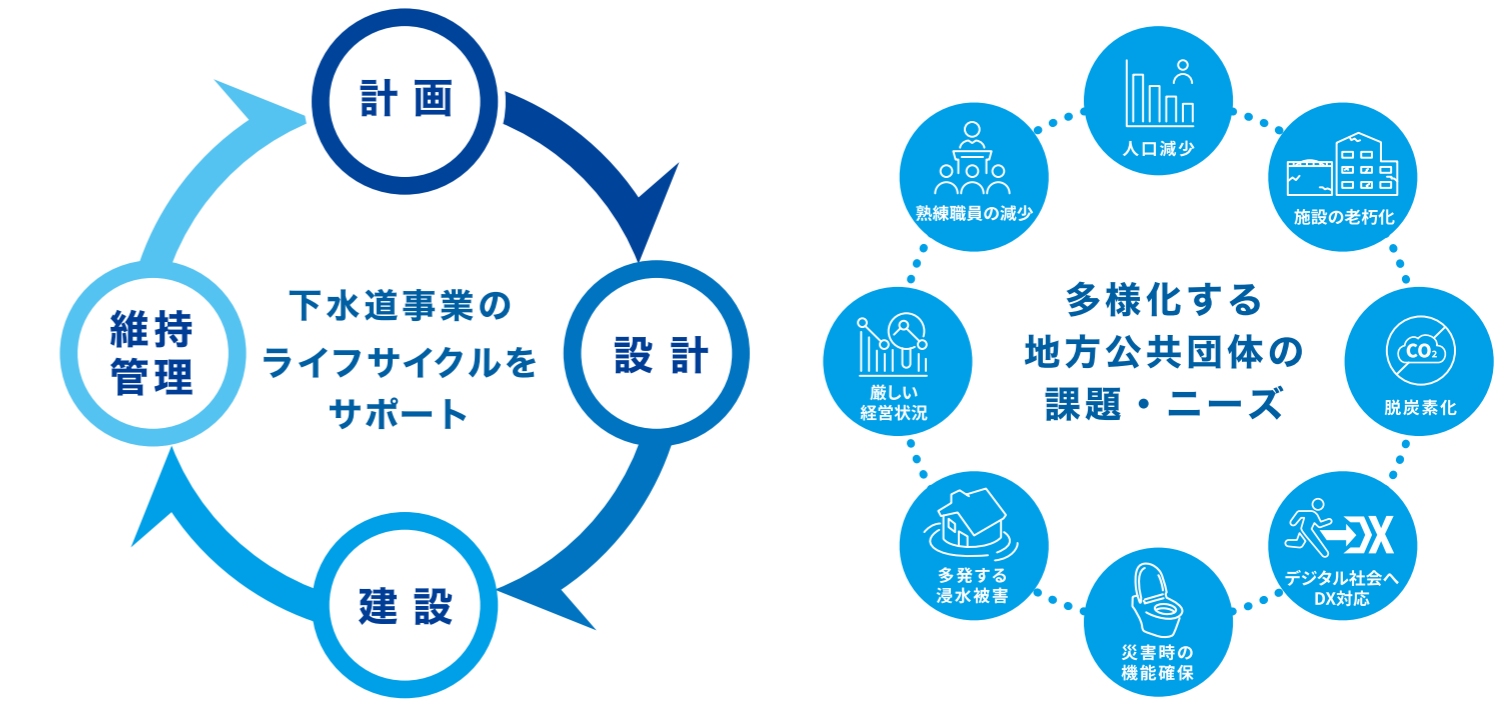 計画
設計
建設
維持
管理
下水道事業の
ライフサイクルを
サポート
人口減少
施設の老朽化
CO₂
脱炭素化
DX
デジタル社会へ
DX対応
災害時の
機能確保
多発する
浸水被害
厳しい
経営状況
熟練職員の減少
多様化する
地方公共団体の
課題・ニーズ